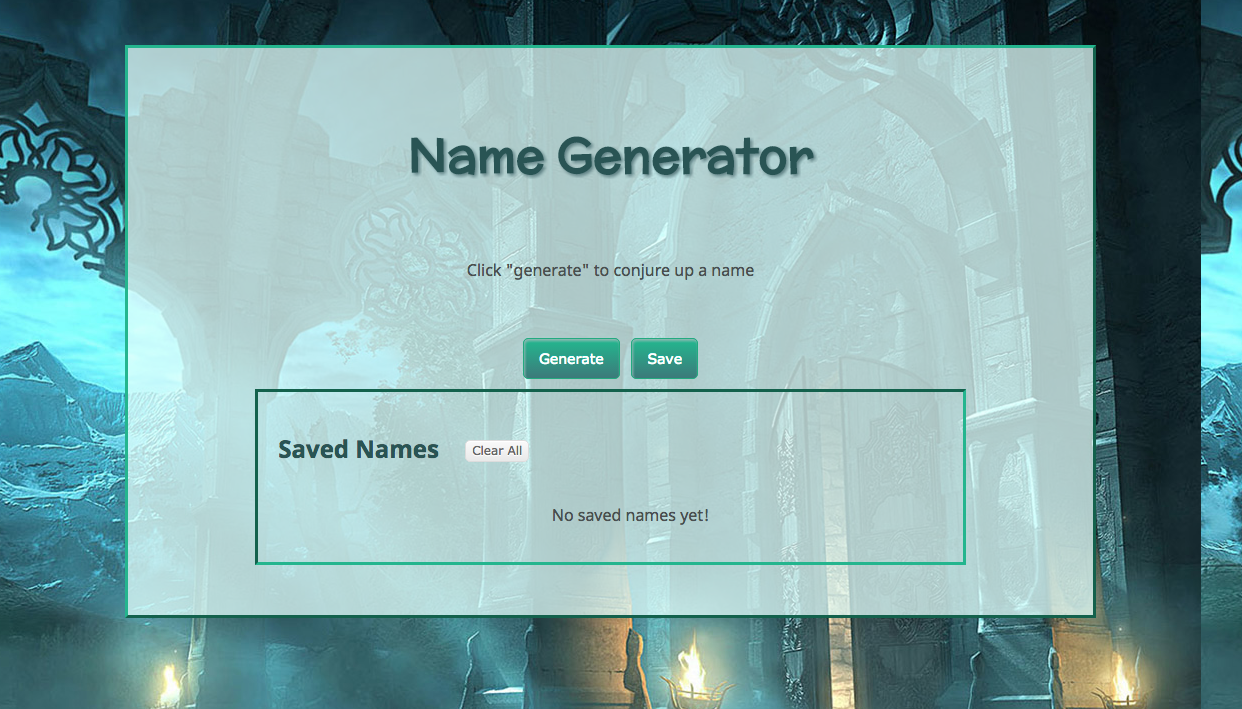 Name Generator
Click "generate" to conjure up a name
Generate Save
Saved Names Clear All
No saved names yet!